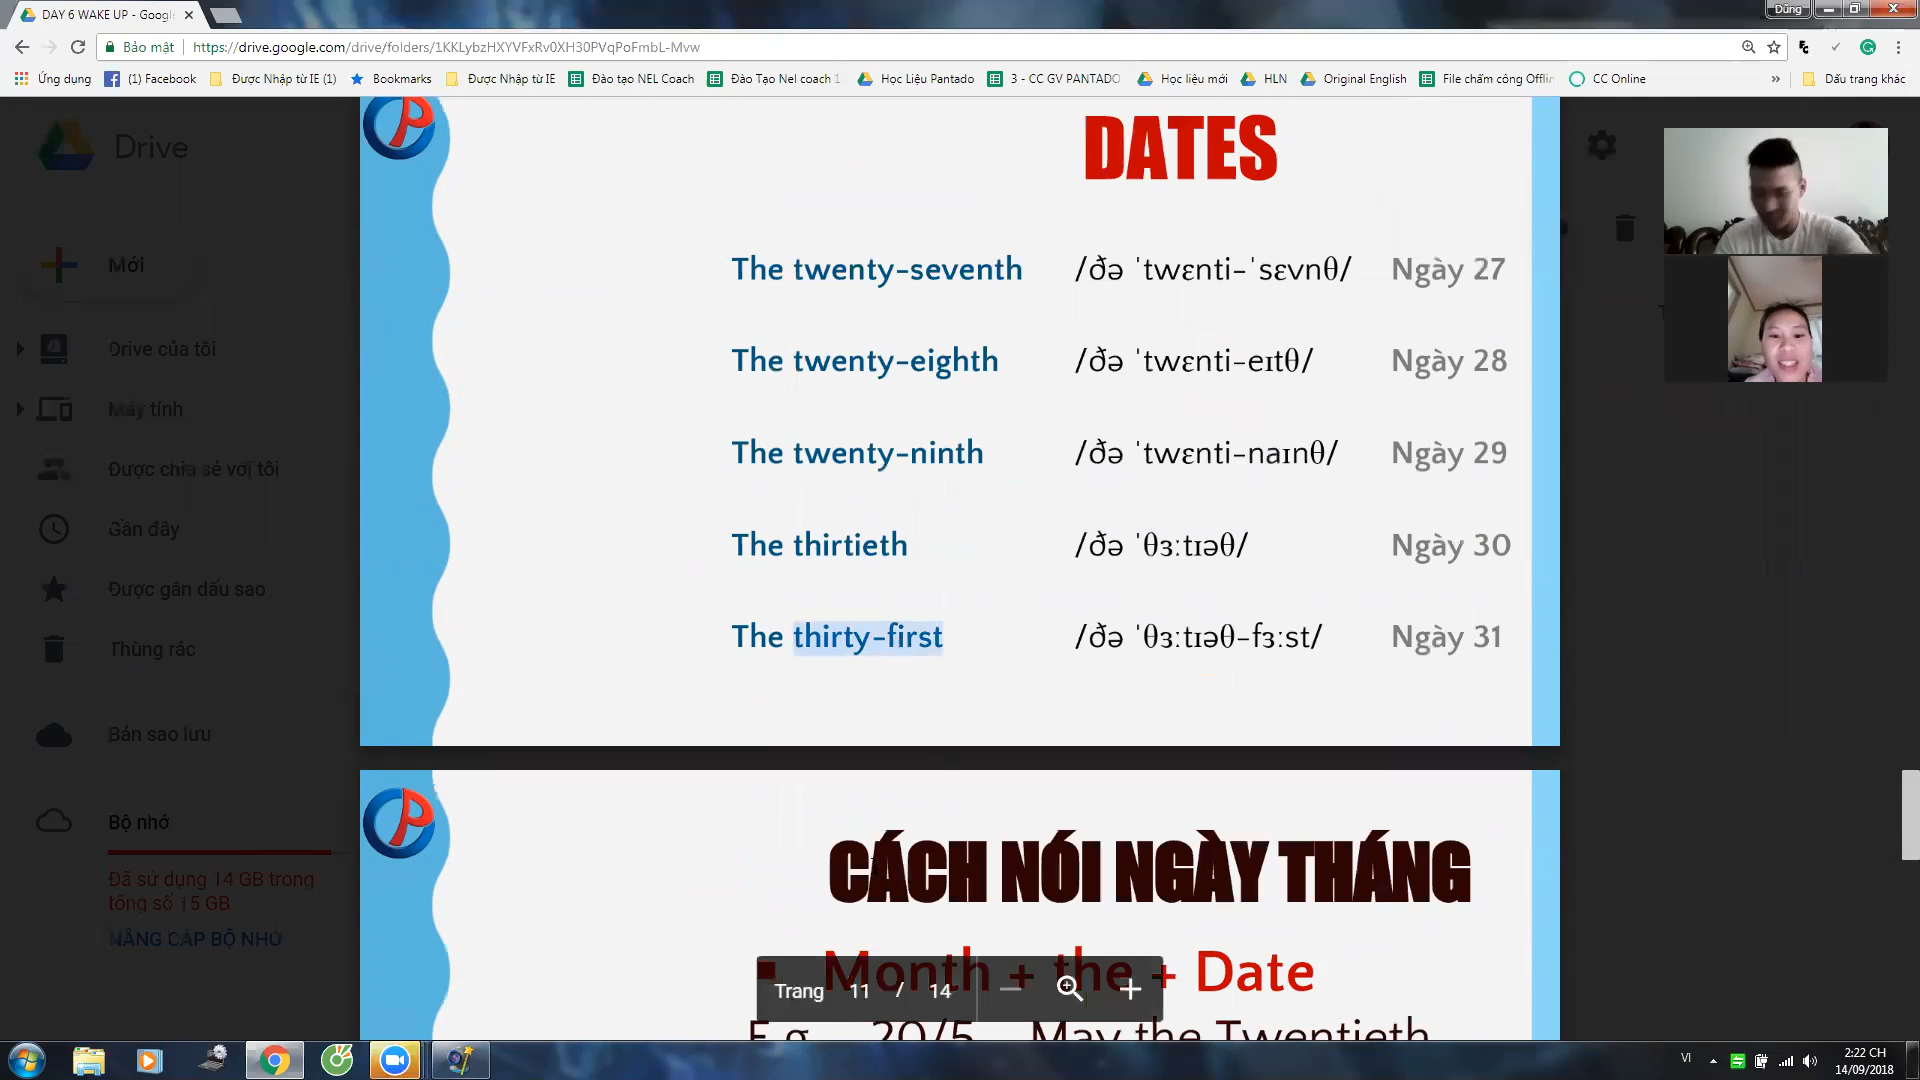 DAY 6 WAKE UP - Google
Dũng
Bảo mật
https://drive.google.com/drive/folders/1KKLybzHXYVFxRv0XH30PVqPoFmbL-Mvw
Ứng dụng
(1) Facebook
Được Nhập từ IE (1)
Bookmarks
Được Nhập từ IE
Đào tạo NEL Coach
Đào Tạo Nel coach 1
Học Liệu Pantado
3 - CC GV PANTADO
Học liệu mới
HLN
Original English
File chấm công Offlin
CC Online
»
Dấu trang khác
Drive
Mới
Drive của tôi
Máy tính
Được chia sẻ với tôi
Gần đây
Được gắn dấu sao
Thùng rác
Bản sao lưu
Bộ nhớ
Đã sử dụng 14 GB trong
tổng số 15 GB
NÂNG CẤP BỘ NHỚ
DATES
The twenty-seventh /ðə ˈtwɛnti-ˈsɛvnθ/ Ngày 27
The twenty-eighth /ðə ˈtwɛnti-eɪtθ/ Ngày 28
The twenty-ninth /ðə ˈtwɛnti-naɪnθ/ Ngày 29
The thirtieth /ðə ˈθɜːtɪəθ/ Ngày 30
The thirty-first /ðə ˈθɜːtɪəθ-fɜːst/ Ngày 31
CÁCH NÓI NGÀY THÁNG
Month + the + Date
Trang 11 / 14
E.g. 20/5 May the Twentieth
VI
2:22 CH
14/09/2018